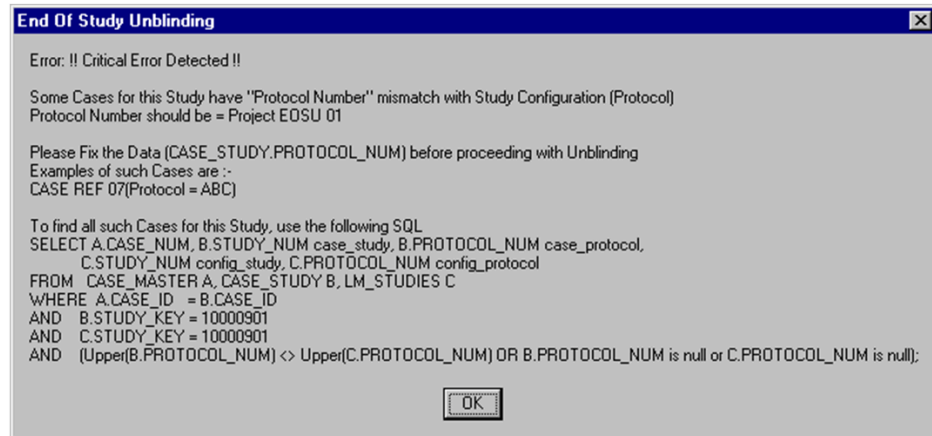 End Of Study Unblinding
Error: !! Critical Error Detected !!
Some Cases for this Study have "Protocol Number" mismatch with Study Configuration (Protocol)
Protocol Number should be = Project EOSU 01
Please Fix the Data (CASE_STUDY.PROTOCOL_NUM) before proceeding with Unblinding
Examples of such Cases are :-
CASE REF 07(Protocol = ABC)
To find all such Cases for this Study, use the following SQL
SELECT A.CASE_NUM, B.STUDY_NUM case_study, B.PROTOCOL_NUM case_protocol,
C.STUDY_NUM config_study, C.PROTOCOL_NUM config_protocol
FROM CASE_MASTER A, CASE_STUDY B, LM_STUDIES C
WHERE A.CASE_ID = B.CASE_ID
AND B.STUDY_KEY = 10000901
AND C.STUDY_KEY = 10000901
AND (Upper(B.PROTOCOL_NUM) <> Upper(C.PROTOCOL_NUM) OR B.PROTOCOL_NUM is null or C.PROTOCOL_NUM is null);
OK